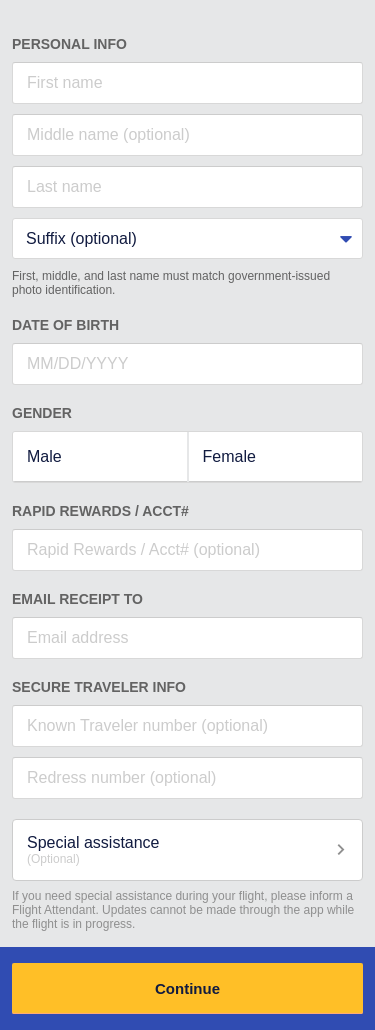 PERSONAL INFO
First name
Middle name (optional)
Last name
Suffix (optional)
First, middle, and last name must match government-issued
photo identification.
DATE OF BIRTH
MM/DD/YYYY
GENDER
Male Female
RAPID REWARDS / ACCT#
Rapid Rewards / Acct# (optional)
EMAIL RECEIPT TO
Email address
SECURE TRAVELER INFO
Known Traveler number (optional)
Redress number (optional)
Special assistance
(Optional)
If you need special assistance during your flight, please inform a
Flight Attendant. Updates cannot be made through the app while
the flight is in progress.
Continue